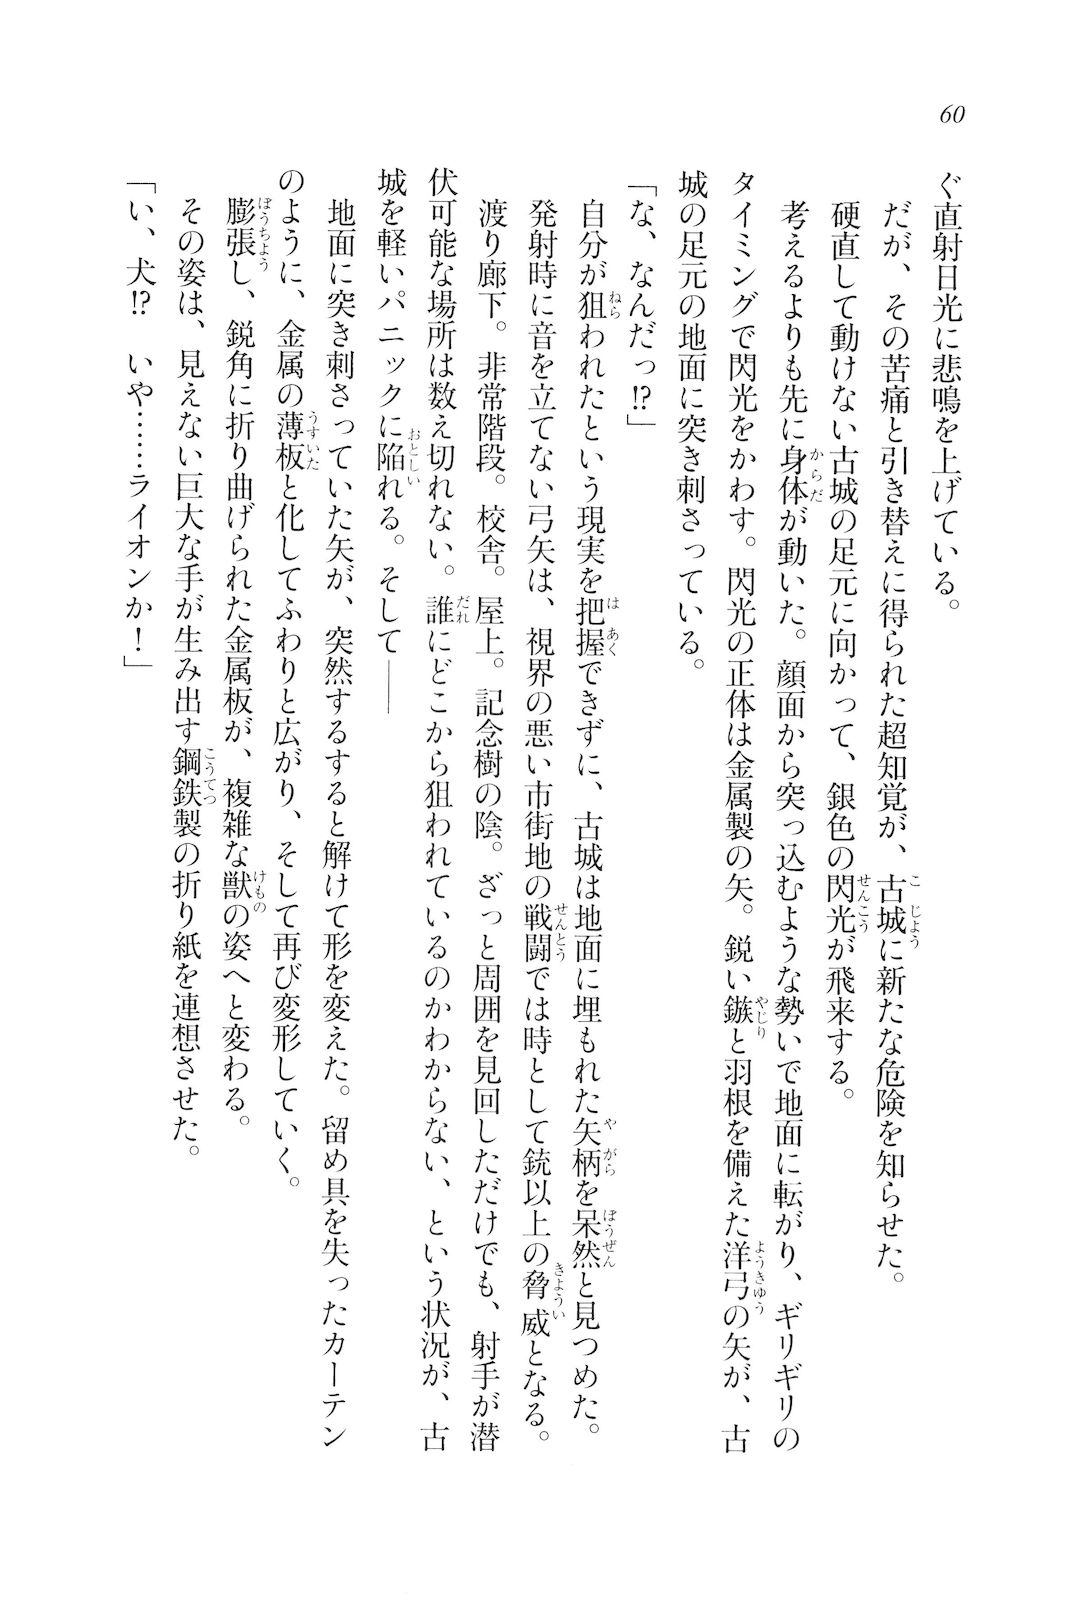 60
ぐ直射日光に悲鳴を上げている。
だが、その苦痛と引き替えに得られた超知覚が、古城に新たな危険を知らせた。
硬直して動けない古城の足元に向かって、銀色の閃光が飛来する。
考えるよりも先に身体が動いた。顔面から突っ込むような勢いで地面に転がり、ギリギリの
タイミングで閃光をかわす。閃光の正体は金属製の矢。鋭い鏃と羽根を備えた洋弓の矢が、古
城の足元の地面に突き刺さっている。
「な、なんだっ!?」
自分が狙われたという現実を把握できずに、古城は地面に埋もれた矢柄を呆然と見つめた。
発射時に音を立てない弓矢は、視界の悪い市街地の戦闘では時として銃以上の脅威となる。
渡り廊下。非常階段。校舎。屋上。記念樹の陰。ざっと周囲を見回しただけでも、射手が潜
伏可能な場所は数え切れない。誰にどこから狙われているのかわからない、という状況が、古
城を軽いパニックに陥れる。そして――
地面に突き刺さっていた矢が、突然するすると解けて形を変えた。留め具を失ったカーテン
のように、金属の薄板と化してふわりと広がり、そして再び変形していく。
膨張し、鋭角に折り曲げられた金属板が、複雑な獣の姿へと変わる。
その姿は、見えない巨大な手が生み出す鋼鉄製の折り紙を連想させた。
「い、犬!?　いや……ライオンか！」